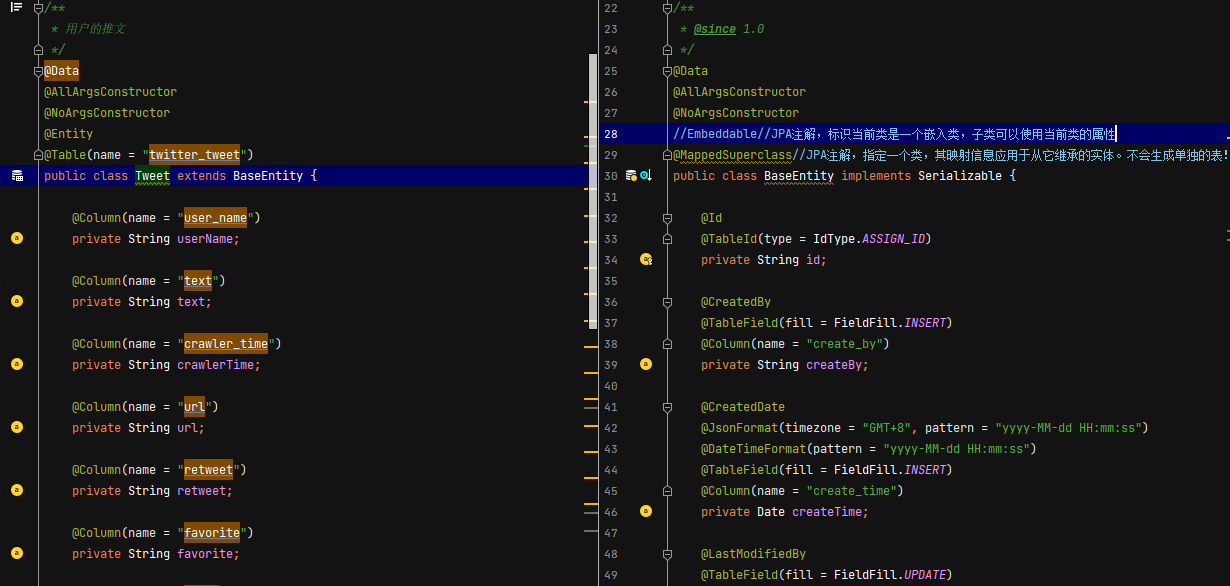 /**
 * 用户的推文
 */
@Data
@AllArgsConstructor
@NoArgsConstructor
@Entity
@Table(name = "twitter_tweet")
public class Tweet extends BaseEntity {
@Column(name = "user_name")
private String userName;
@Column(name = "text")
private String text;
@Column(name = "crawler_time")
private String crawlerTime;
@Column(name = "url")
private String url;
@Column(name = "retweet")
private String retweet;
@Column(name = "favorite")
private String favorite;
22 /**
23 * @since 1.0
24 */
25 @Data
26 @AllArgsConstructor
27 @NoArgsConstructor
28 //Embeddable//JPA注解，标识当前类是一个嵌入类，子类可以使用当前类的属性
29 @MappedSuperclass//JPA注解，指定一个类，其映射信息应用于从它继承的实体。不会生成单独的表!
30 public class BaseEntity implements Serializable {
31
32 @Id
33 @TableId(type = IdType.ASSIGN_ID)
34 private String id;
35
36 @CreatedBy
37 @TableField(fill = FieldFill.INSERT)
38 @Column(name = "create_by")
39 private String createBy;
40
41 @CreatedDate
42 @JsonFormat(timezone = "GMT+8", pattern = "yyyy-MM-dd HH:mm:ss")
43 @DateTimeFormat(pattern = "yyyy-MM-dd HH:mm:ss")
44 @TableField(fill = FieldFill.INSERT)
45 @Column(name = "create_time")
46 private Date createTime;
47
48 @LastModifiedBy
49 @TableField(fill = FieldFill.UPDATE)